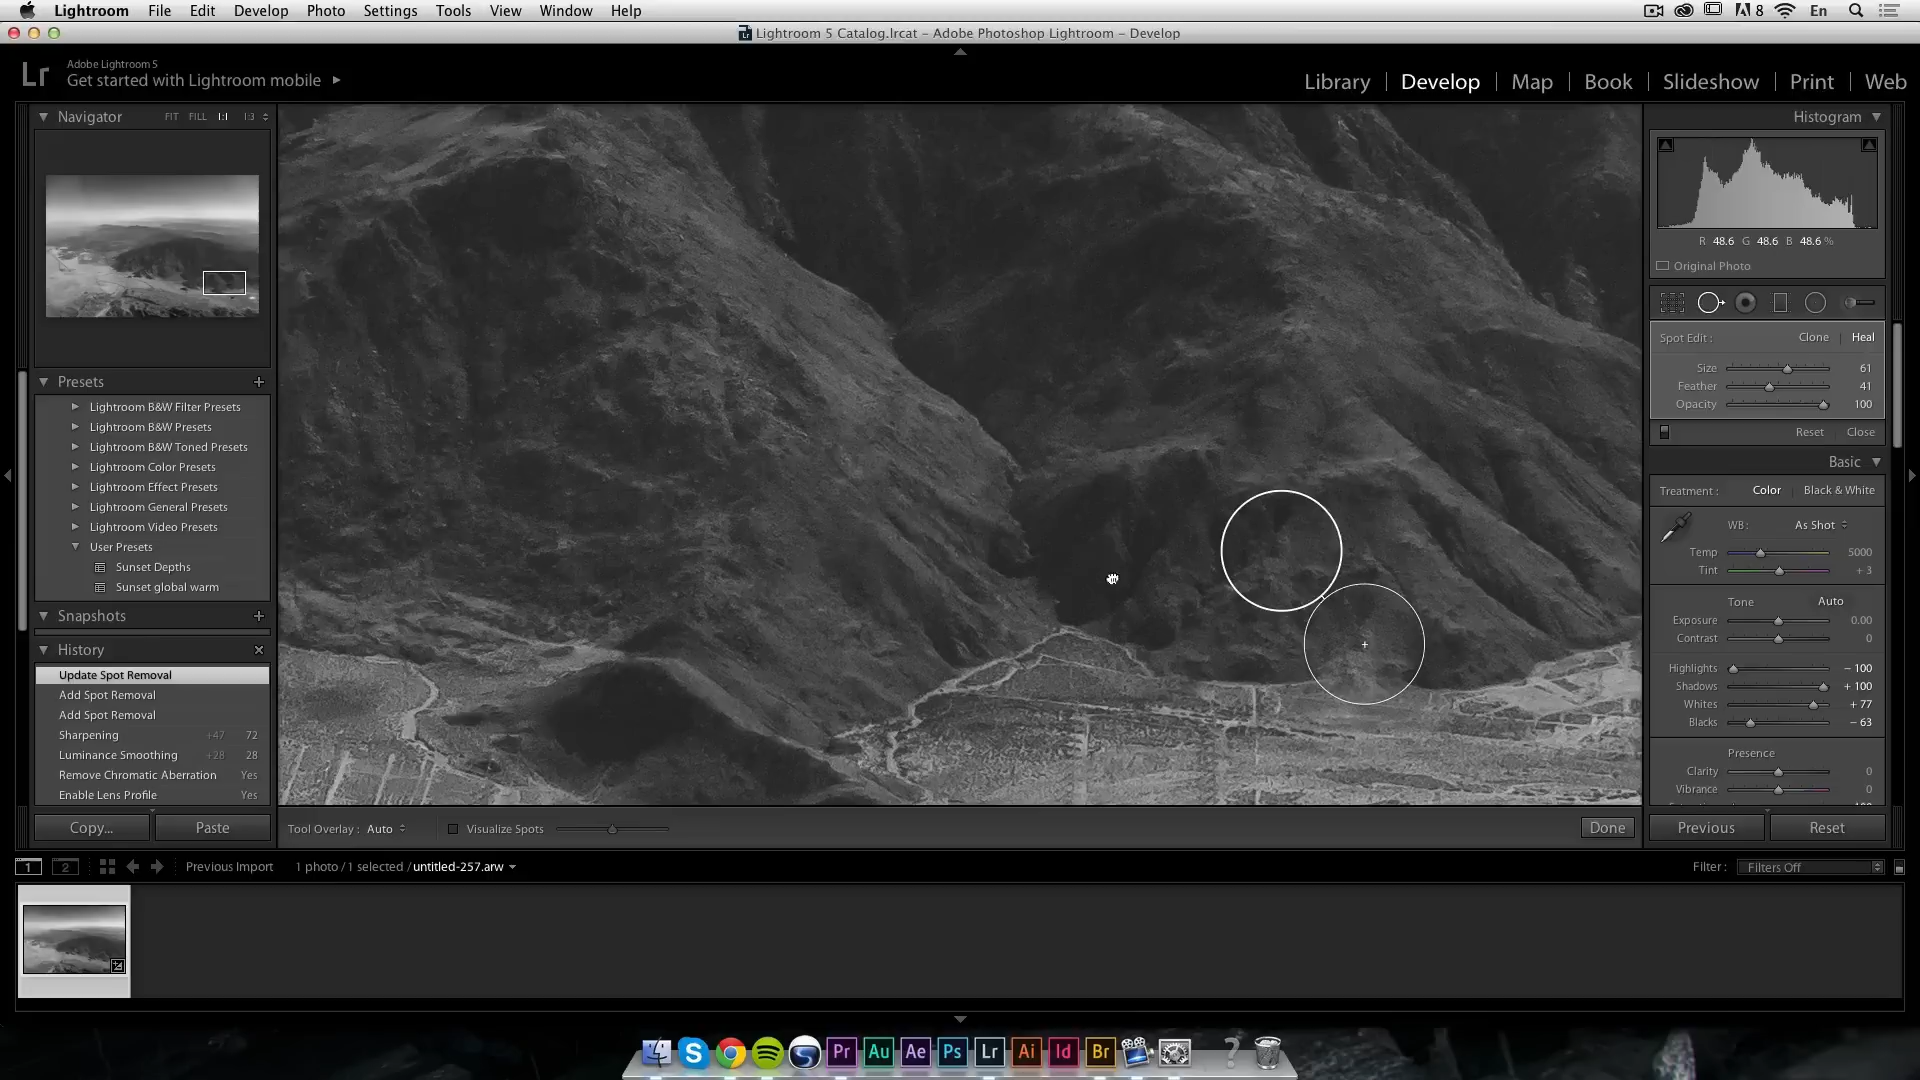 Lightroom File Edit Develop Photo Settings Tools View Window Help 8 En
Lightroom 5 Catalog.lrcat – Adobe Photoshop Lightroom – Develop
Lr
Adobe Lightroom 5
Get started with Lightroom mobile
Library | Develop | Map | Book | Slideshow | Print | Web
Navigator FIT FILL 1:1 1:3
Presets +
Lightroom B&W Filter Presets
Lightroom B&W Presets
Lightroom B&W Toned Presets
Lightroom Color Presets
Lightroom Effect Presets
Lightroom General Presets
Lightroom Video Presets
User Presets
Sunset Depths
Sunset global warm
Snapshots +
History ×
Update Spot Removal
Add Spot Removal
Add Spot Removal
Sharpening +47 72
Luminance Smoothing +28 28
Remove Chromatic Aberration Yes
Enable Lens Profile Yes
Copy... Paste
Tool Overlay : Auto Visualize Spots Done
Histogram
R 48.6 G 48.6 B 48.6 %
Original Photo
Spot Edit : Clone | Heal
Size 61
Feather 41
Opacity 100
Reset Close
Basic
Treatment : Color | Black & White
WB : As Shot
Temp 5000
Tint + 3
Tone Auto
Exposure 0.00
Contrast 0
Highlights − 100
Shadows + 100
Whites + 77
Blacks − 63
Presence
Clarity 0
Vibrance 0
Previous Reset
1 2 Previous Import 1 photo / 1 selected / untitled-257.arw Filter : Filters Off
Pr Au Ae Ps Lr Ai Id Br ?